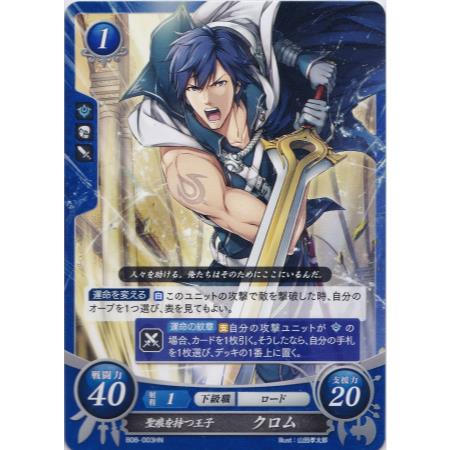 1
人々を助ける。俺たちはそのためにここにいるんだ。
運命を変える 自 このユニットの攻撃で敵を撃破した時、自分の
オーブを1つ選び、表を見てもよい。
運命の紋章 支 自分の攻撃ユニットが
の場合、カードを1枚引く。そうしたなら、自分の手札
を1枚選び、デッキの1番上に置く。
戦闘力
40
射程 1
下級職
ロード
支援力
20
聖痕を持つ王子 クロム
B06-003HN
Illust：山田孝太郎